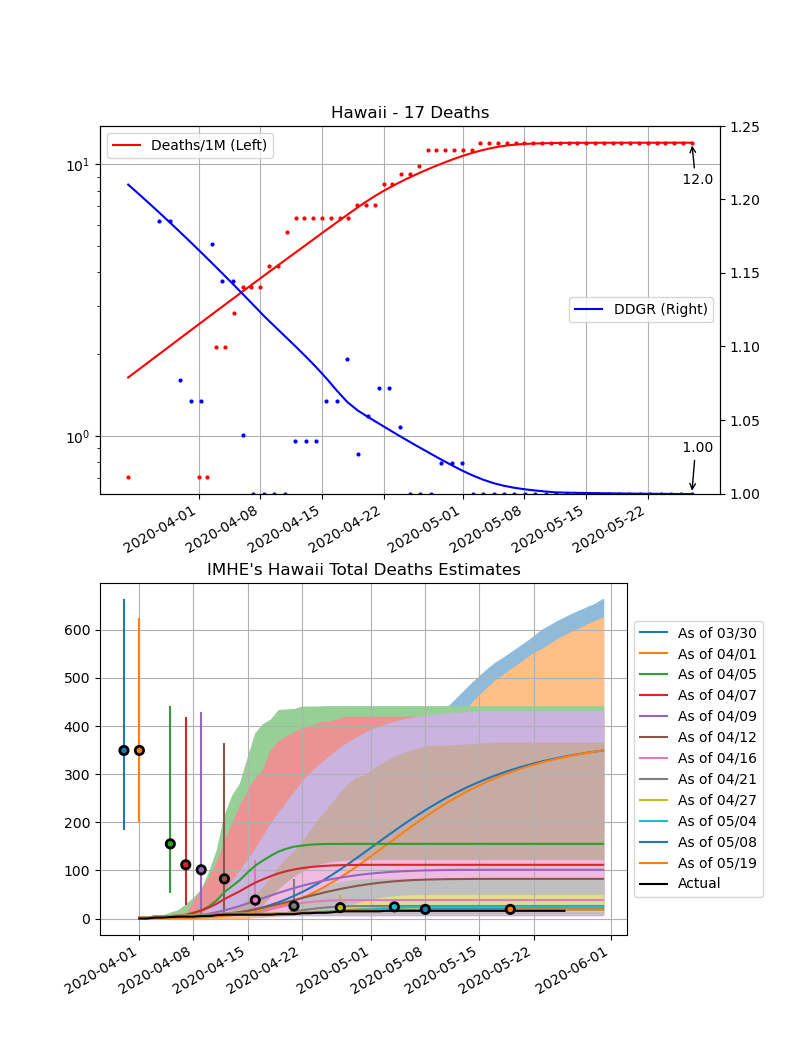 Hawaii - 17 Deaths
Deaths/1M (Left)
DDGR (Right)
12.0
1.00
10¹
10⁰
1.25
1.20
1.15
1.10
1.05
1.00
2020-04-01
2020-04-08
2020-04-15
2020-04-22
2020-05-01
2020-05-08
2020-05-15
2020-05-22
IMHE's Hawaii Total Deaths Estimates
600
500
400
300
200
100
0
2020-04-01
2020-04-08
2020-04-15
2020-04-22
2020-05-01
2020-05-08
2020-05-15
2020-05-22
2020-06-01
As of 03/30
As of 04/01
As of 04/05
As of 04/07
As of 04/09
As of 04/12
As of 04/16
As of 04/21
As of 04/27
As of 05/04
As of 05/08
As of 05/19
Actual